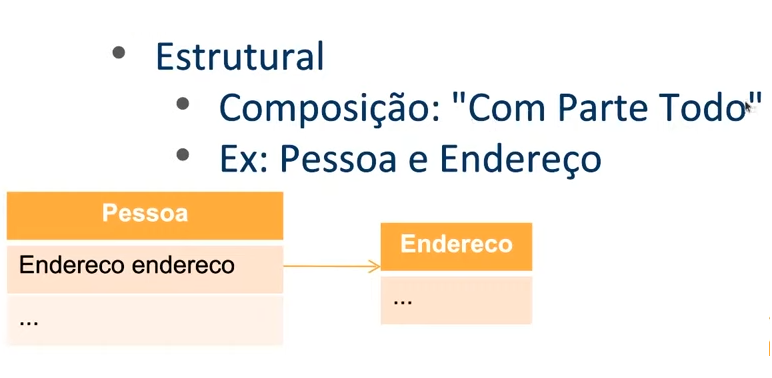 Estrutural
Composição: "Com Parte Todo"
Ex: Pessoa e Endereço
Pessoa
Endereco endereco
...
Endereco
...